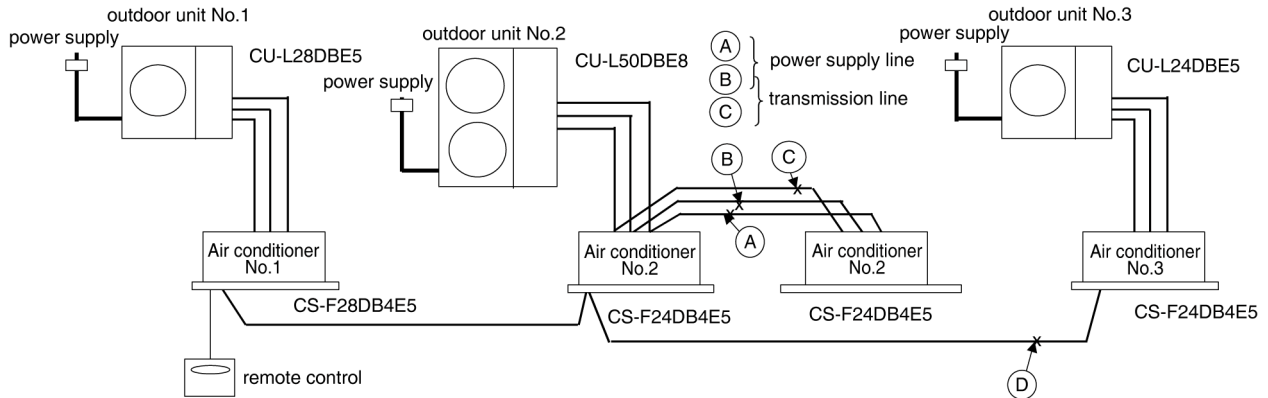 outdoor unit No.1
power supply
CU-L28DBE5
outdoor unit No.2
power supply
CU-L50DBE8
A
B
C
power supply line
transmission line
outdoor unit No.3
power supply
CU-L24DBE5
B
C
A
Air conditioner
No.1
Air conditioner
No.2
Air conditioner
No.2
Air conditioner
No.3
CS-F28DB4E5
CS-F24DB4E5
CS-F24DB4E5
CS-F24DB4E5
remote control
D